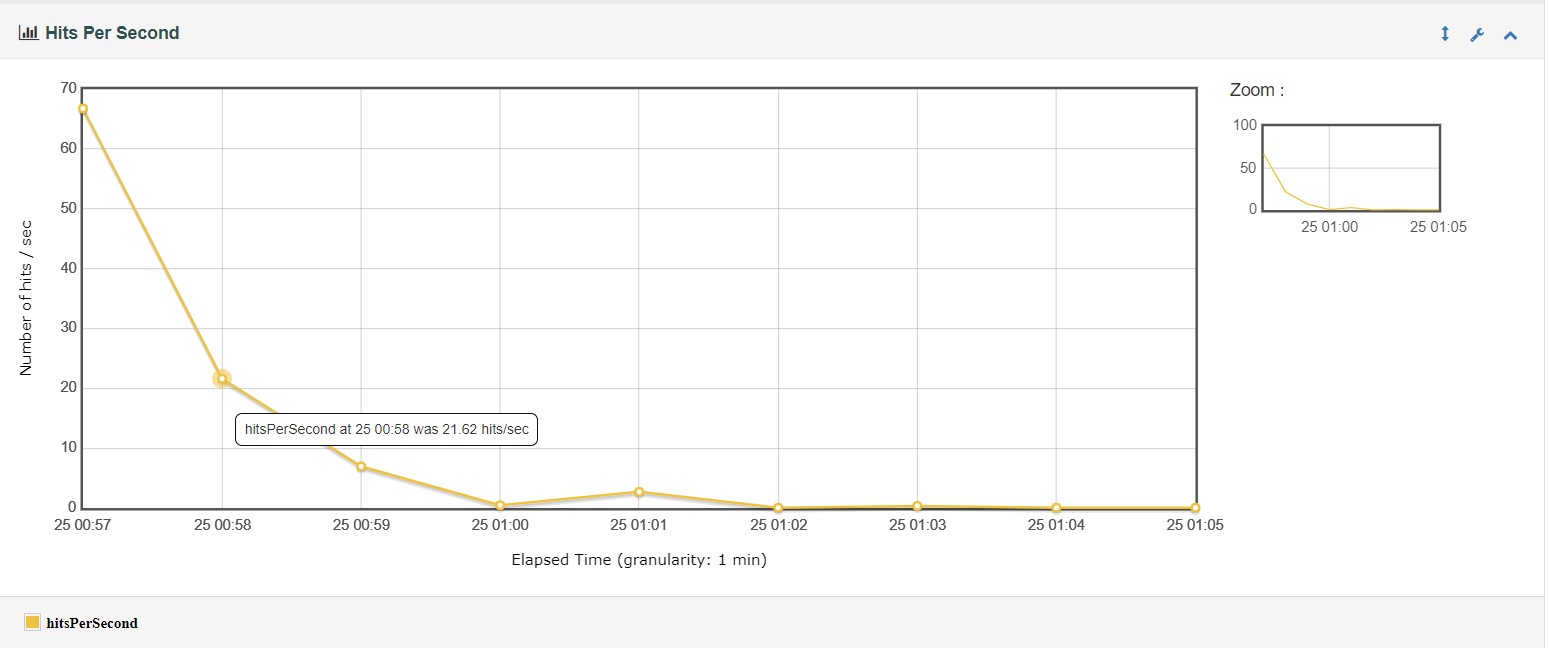 Hits Per Second
Zoom :
70
60
50
40
30
20
10
0
Number of hits / sec
hitsPerSecond at 25 00:58 was 21.62 hits/sec
25 00:57 25 00:58 25 00:59 25 01:00 25 01:01 25 01:02 25 01:03 25 01:04 25 01:05
Elapsed Time (granularity: 1 min)
100
50
0
25 01:00 25 01:05
hitsPerSecond